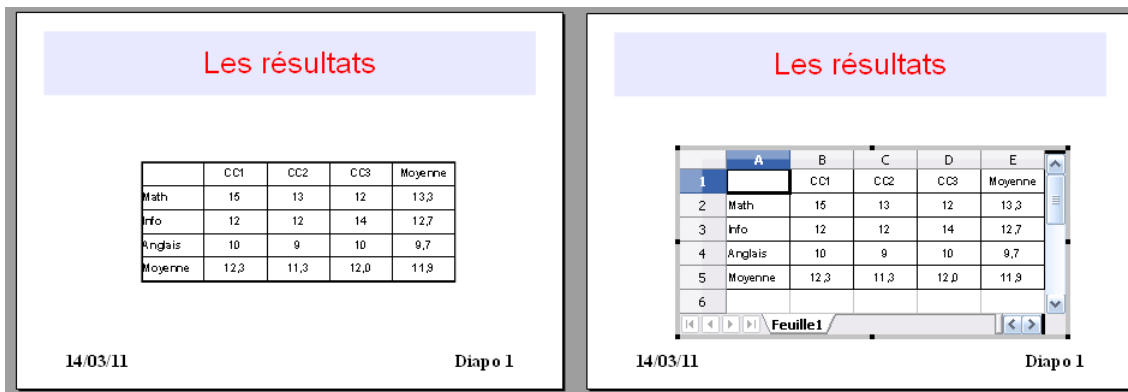 Les résultats
CC1 CC2 CC3 Moyenne
Math 15 13 12 13,3
Info 12 12 14 12,7
Anglais 10 9 10 9,7
Moyenne 12,3 11,3 12,0 11,9
14/03/11 Diapo 1
Les résultats
A B C D E
1 CC1 CC2 CC3 Moyenne
2 Math 15 13 12 13,3
3 Info 12 12 14 12,7
4 Anglais 10 9 10 9,7
5 Moyenne 12,3 11,3 12,0 11,9
6
Feuille1
14/03/11 Diapo 1